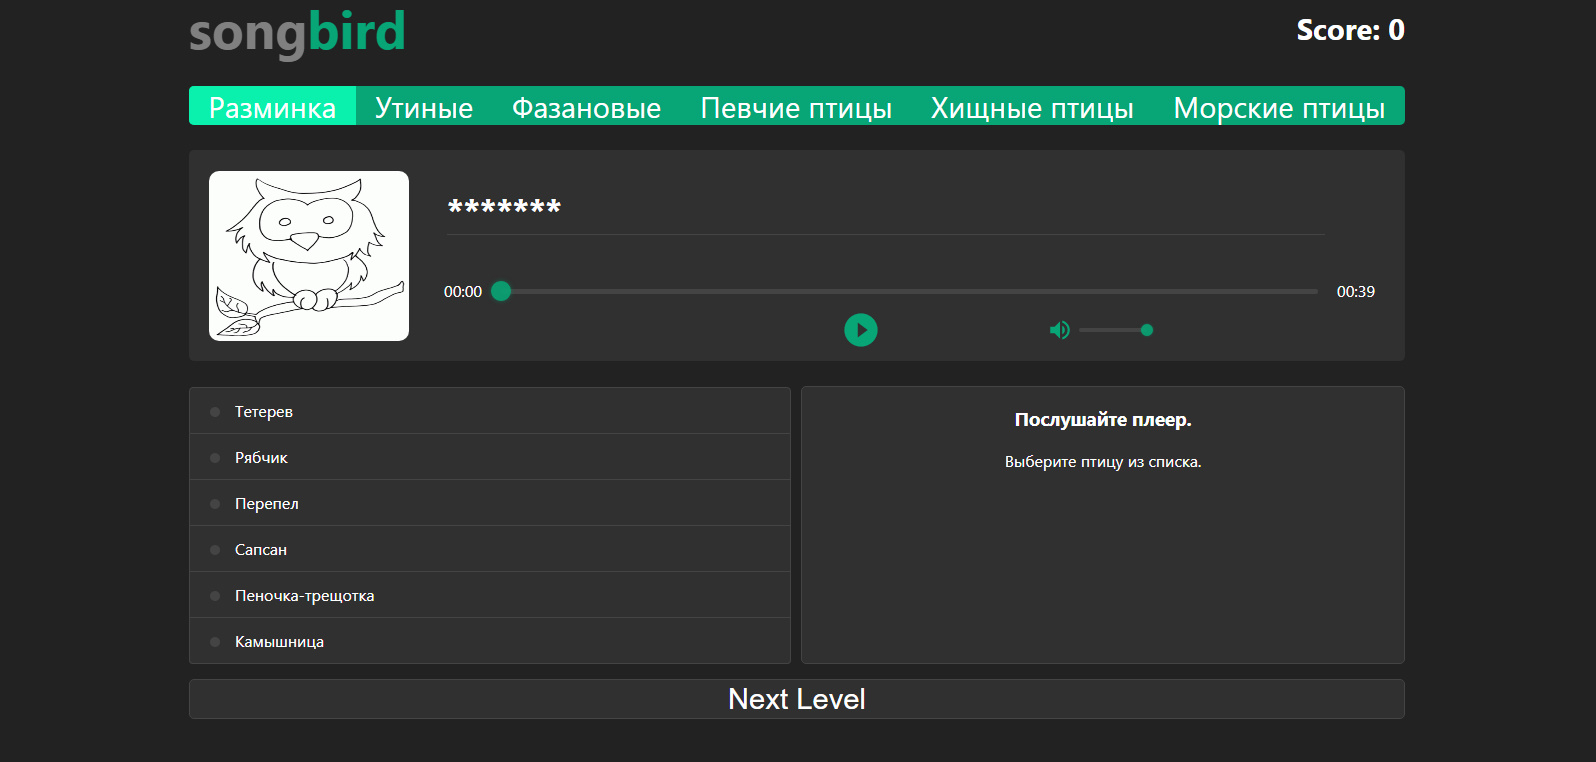 songbird
Score: 0
Разминка Утиные Фазановые Певчие птицы Хищные птицы Морские птицы
*******
00:00 00:39
Тетерев
Рябчик
Перепел
Сапсан
Пеночка-трещотка
Камышница
Послушайте плеер.
Выберите птицу из списка.
Next Level